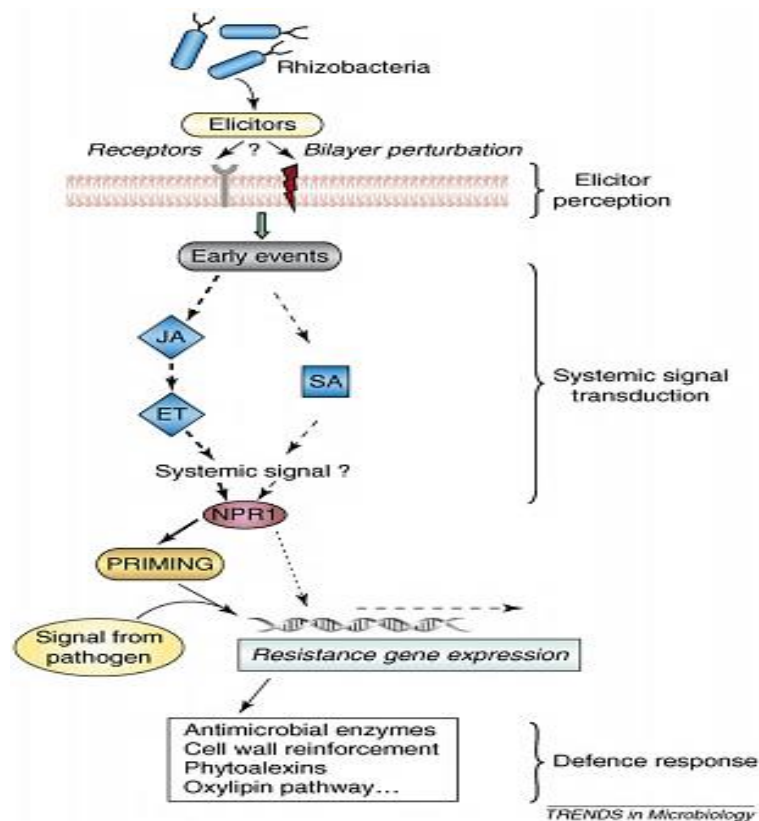 Rhizobacteria
Elicitors
Receptors ? Bilayer perturbation
Elicitor
perception
Early events
JA
SA
ET
Systemic signal
transduction
Systemic signal ?
NPR1
PRIMING
Signal from
pathogen
Resistance gene expression
Antimicrobial enzymes
Cell wall reinforcement
Phytoalexins
Oxylipin pathway...
Defence response
TRENDS in Microbiology